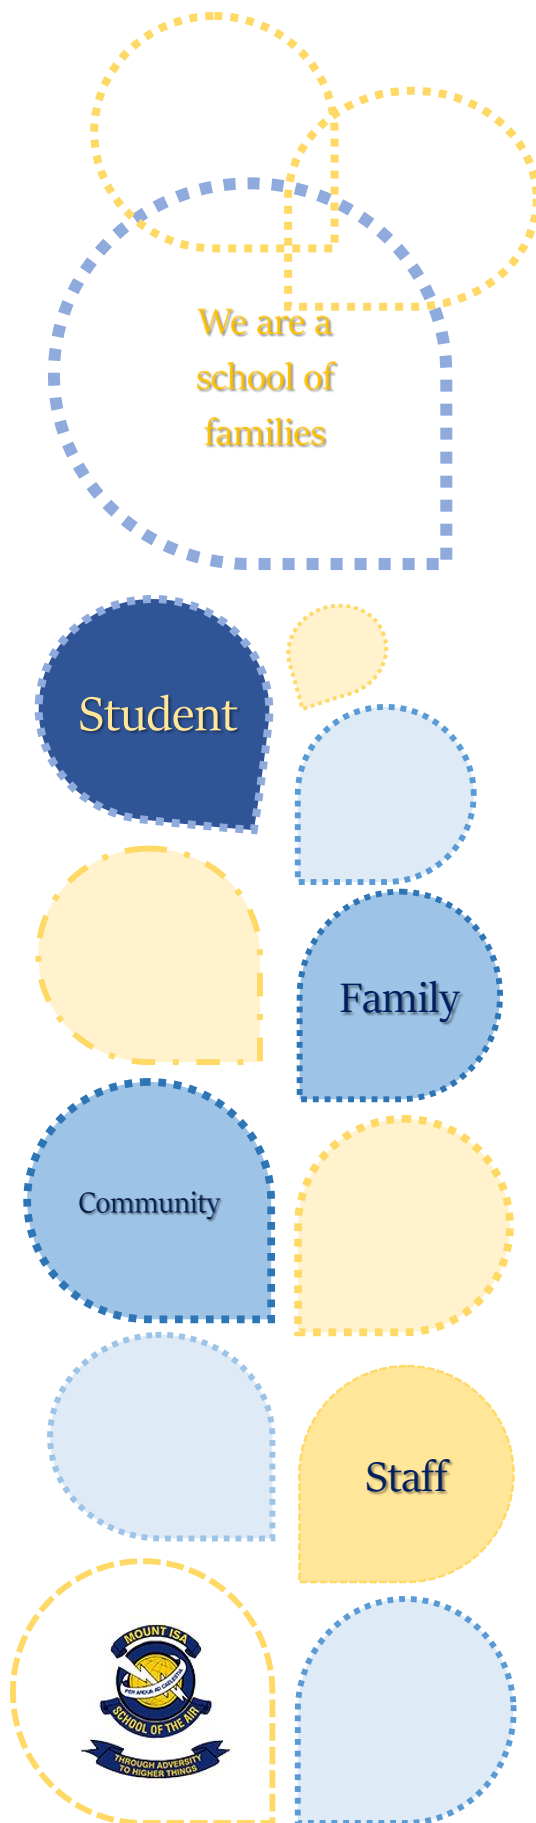 We are a
school of
families
Student
Family
Community
Staff
MOUNT ISA
PER ARDUA AD CAELESTIA
SCHOOL OF THE AIR
THROUGH ADVERSITY
TO HIGHER THINGS